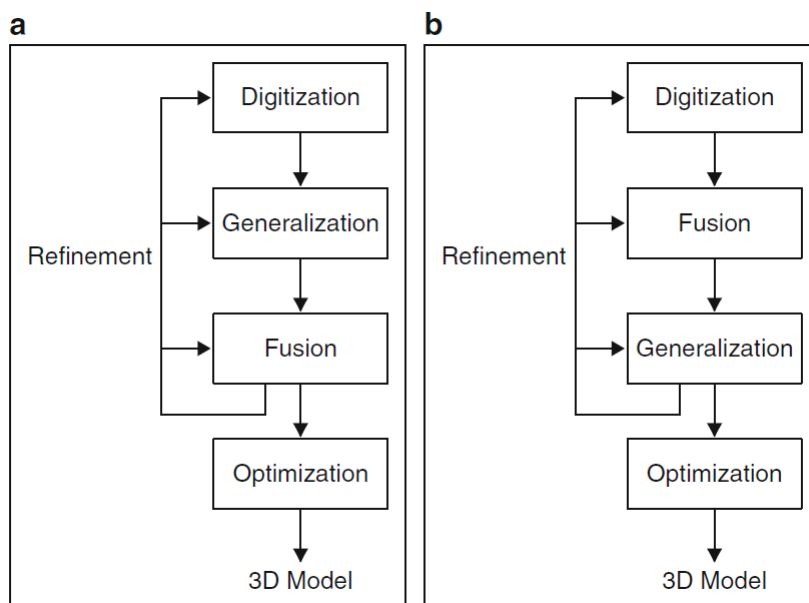 a
Digitization
Generalization
Refinement
Fusion
Optimization
3D Model
b
Digitization
Fusion
Refinement
Generalization
Optimization
3D Model